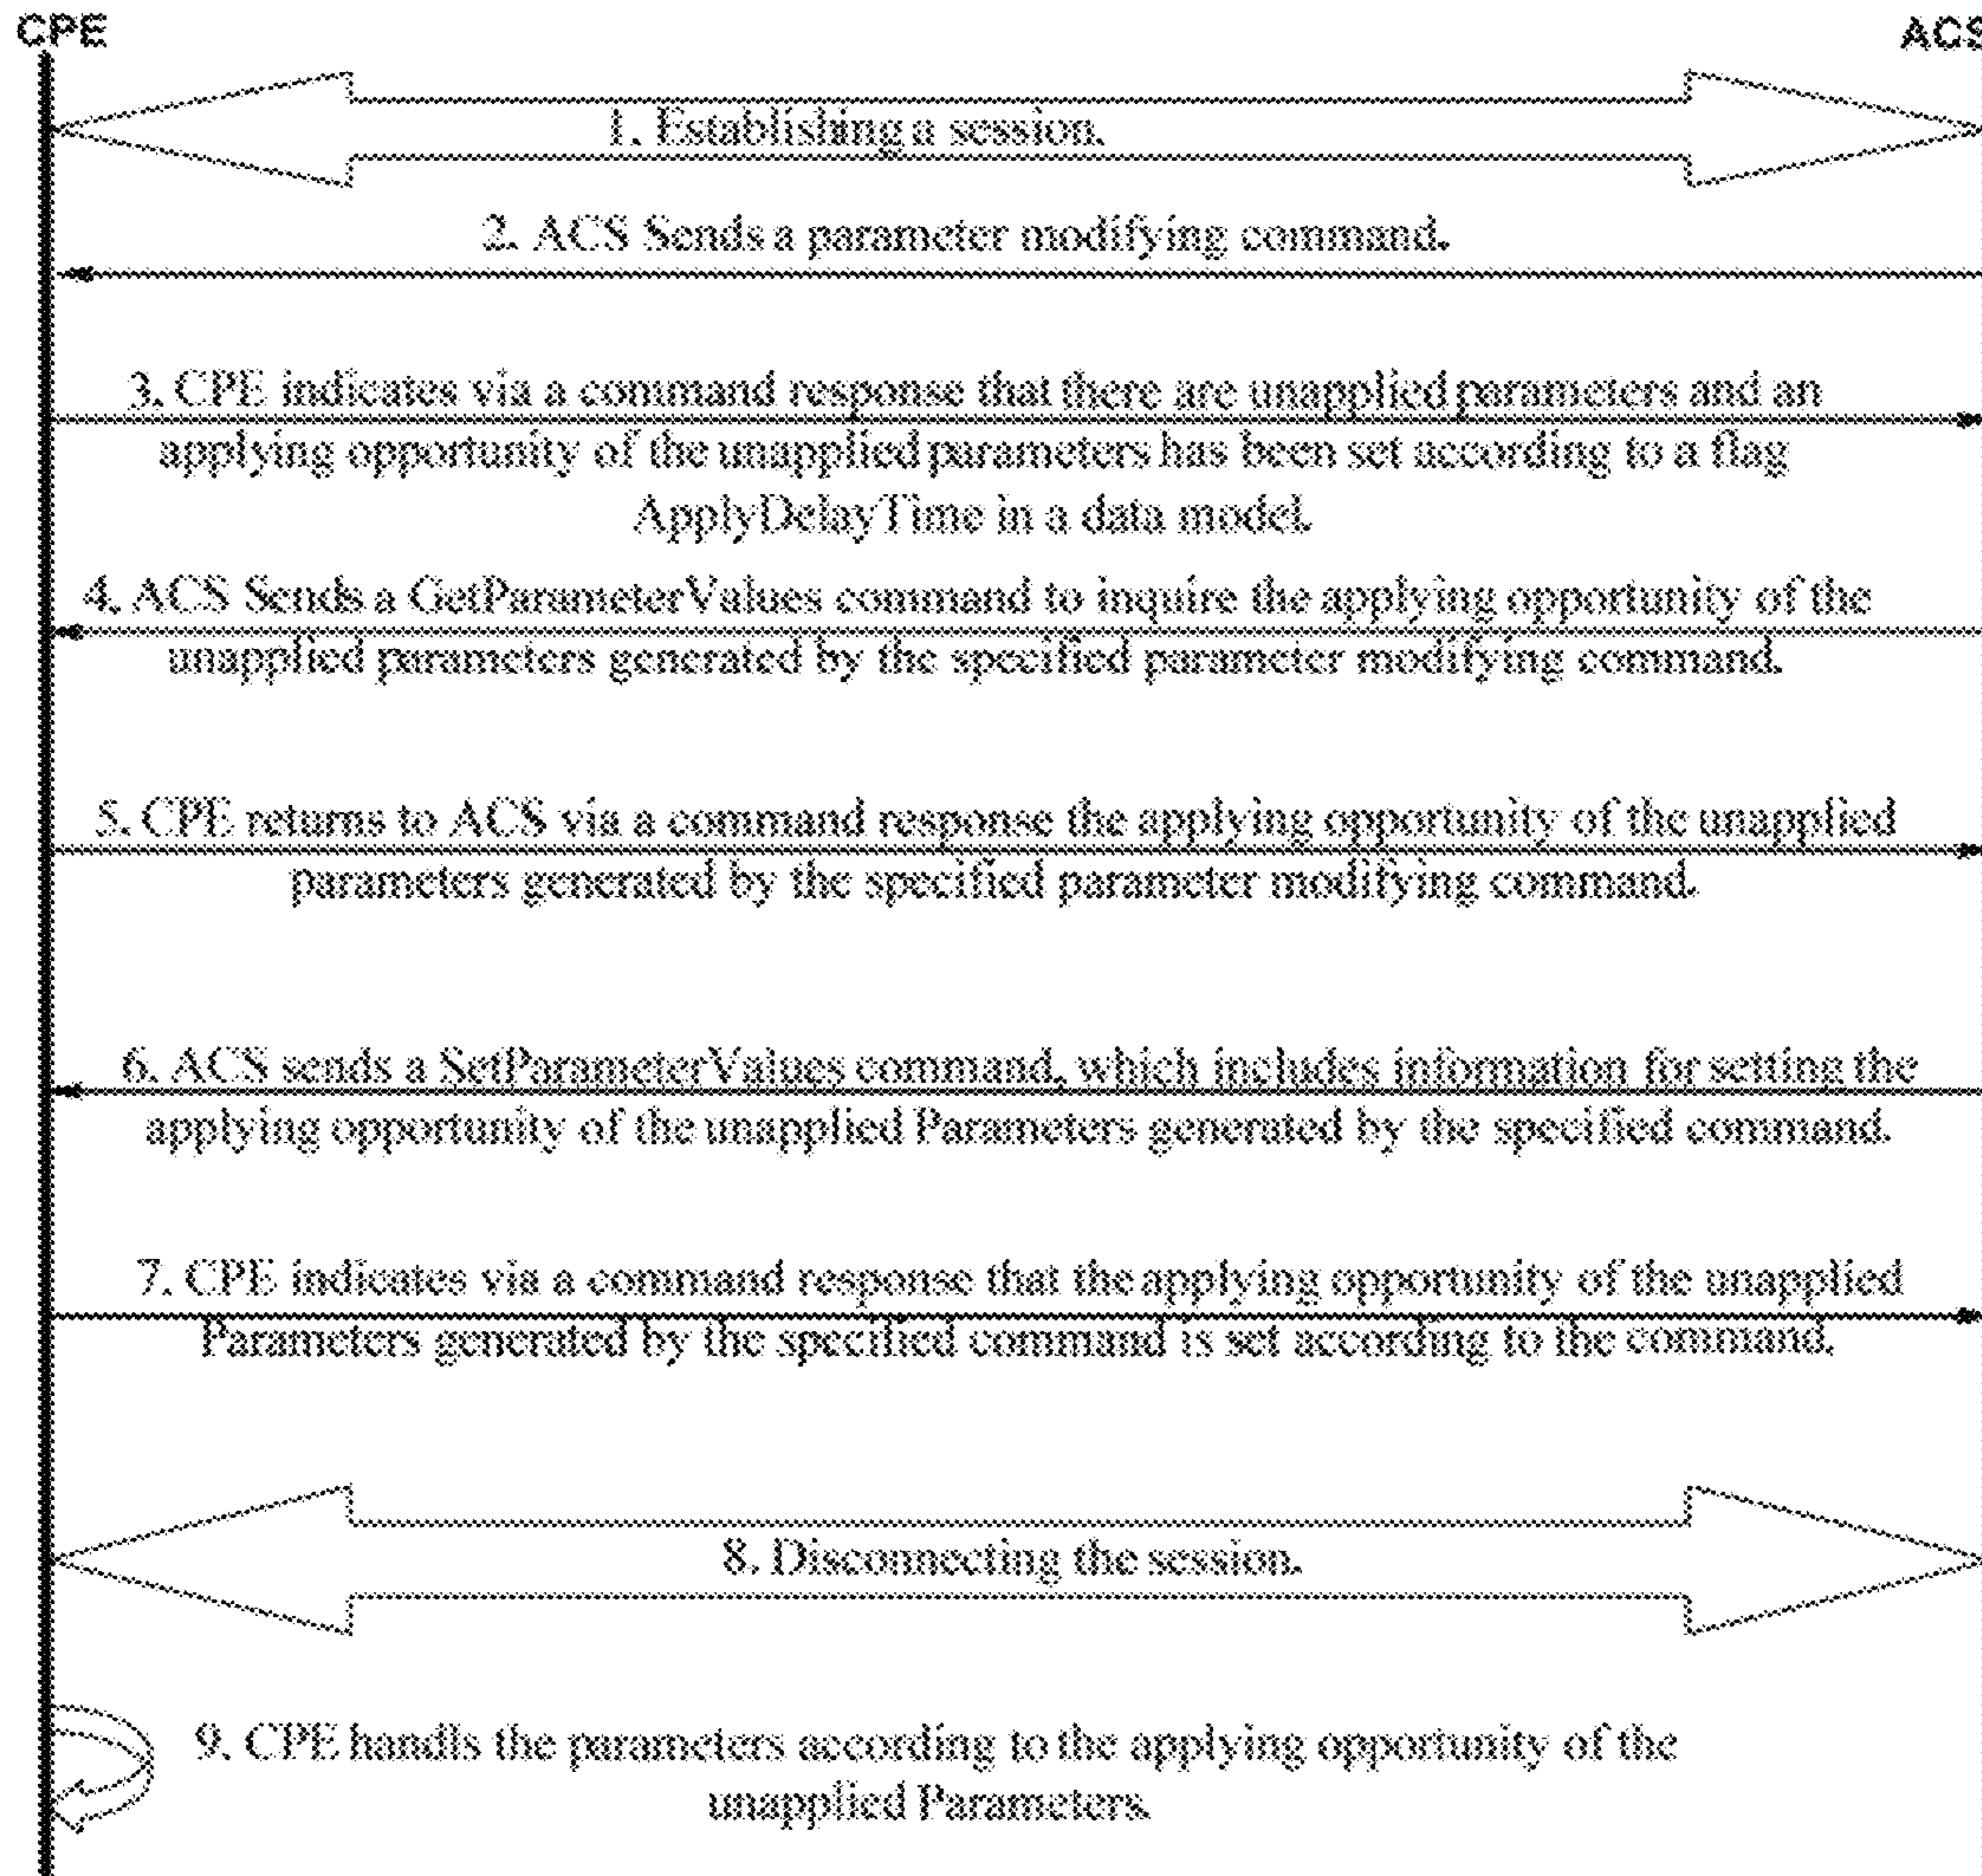 CPE
ACS
1. Establishing a session.
2. ACS Sends a parameter modifying command.
3. CPE indicates via a command response that there are unapplied parameters and an
applying opportunity of the unapplied parameters has been set according to a flag
ApplyDelayTime in a data model.
4. ACS Sends a GetParameterValues command to inquire the applying opportunity of the
unapplied parameters generated by the specified parameter modifying command.
5. CPE returns to ACS via a command response the applying opportunity of the unapplied
parameters generated by the specified parameter modifying command.
6. ACS sends a SetParameterValues command, which includes information for setting the
applying opportunity of the unapplied Parameters generated by the specified command.
7. CPE indicates via a command response that the applying opportunity of the unapplied
Parameters generated by the specified command is set according to the command.
8. Disconnecting the session.
9. CPE handls the parameters according to the applying opportunity of the
unapplied Parameters.